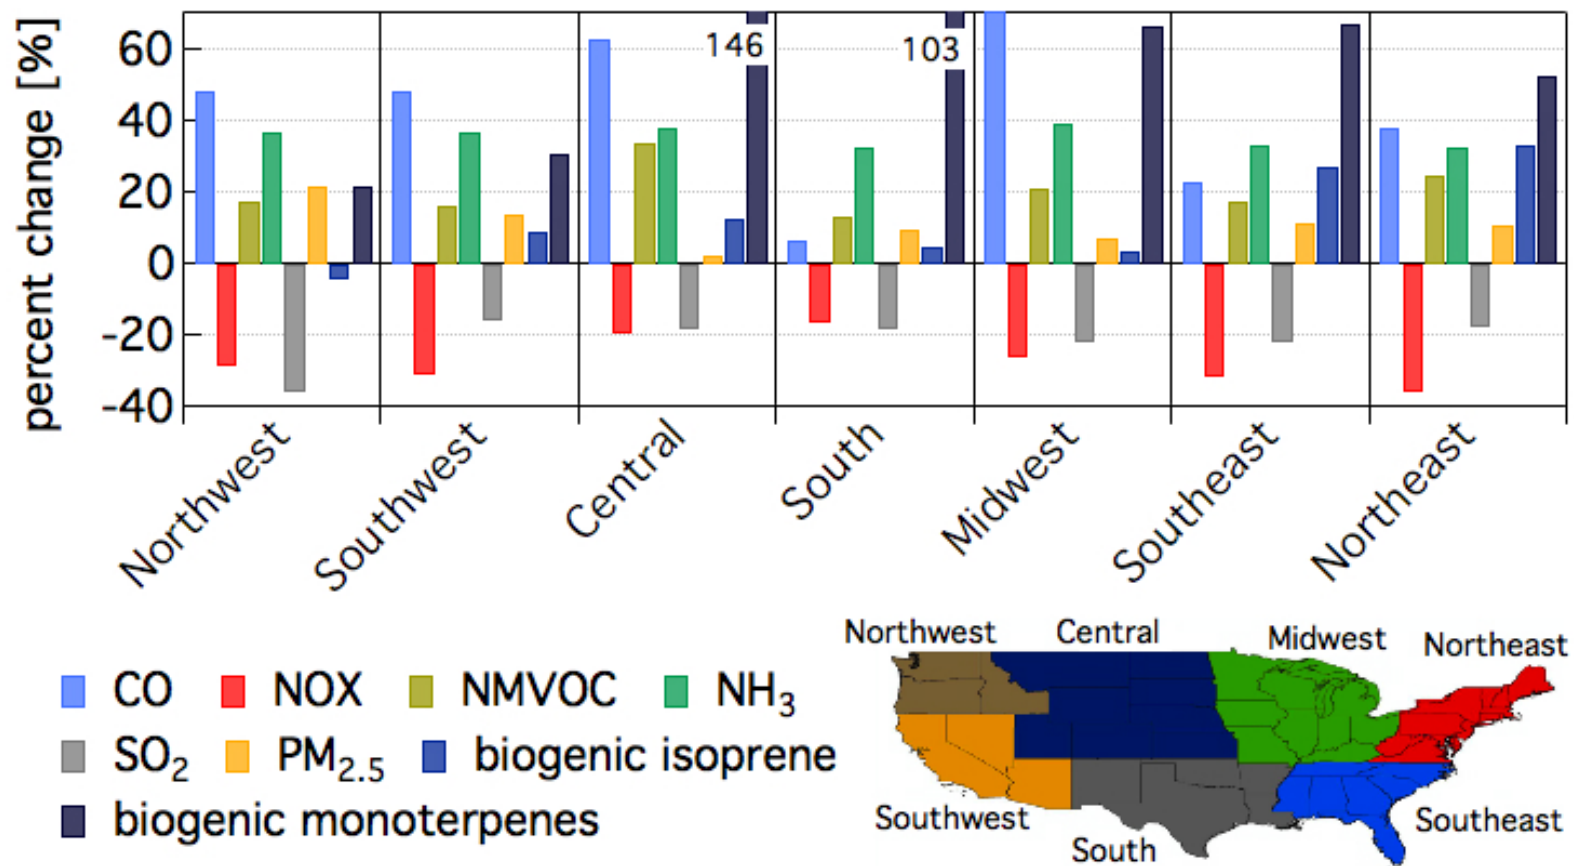 percent change [%]
60
40
20
0
-20
-40
146
103
Northwest
Southwest
Central
South
Midwest
Southeast
Northeast
CO NOX NMVOC NH₃
SO₂ PM₂.₅ biogenic isoprene
biogenic monoterpenes
Northwest
Central
Midwest
Northeast
Southwest
South
Southeast